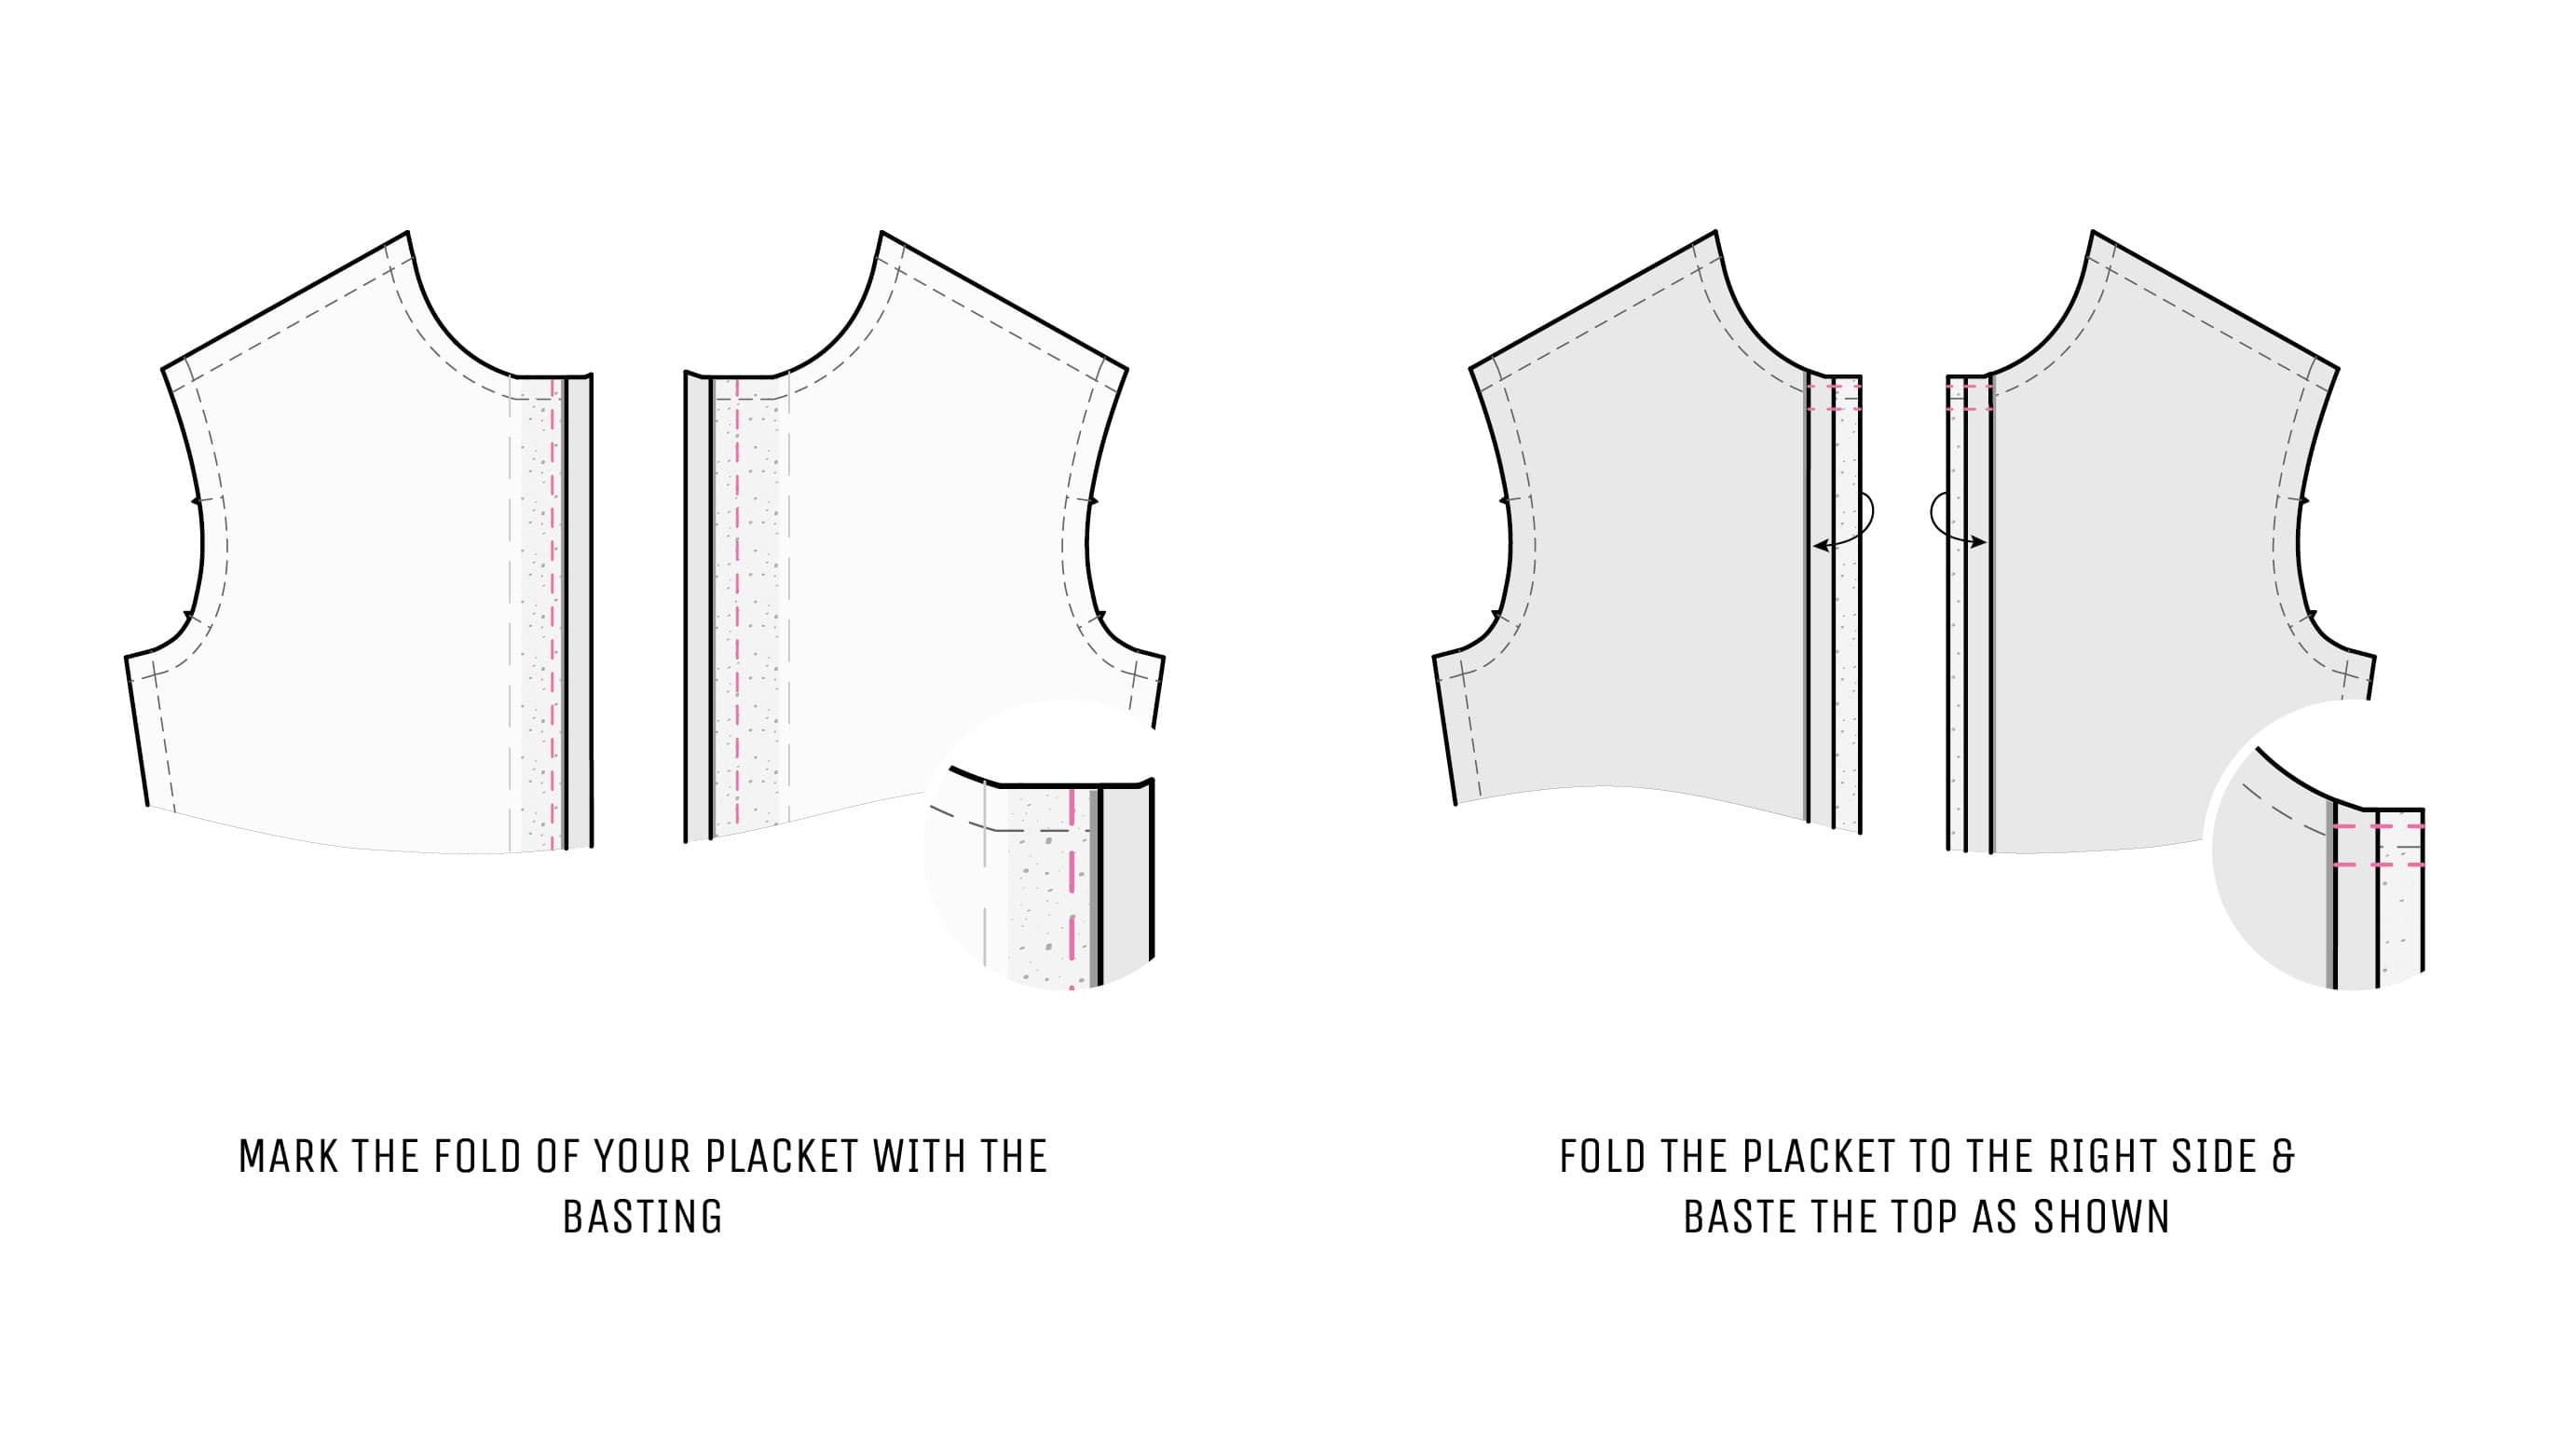 MARK THE FOLD OF YOUR PLACKET WITH THE
BASTING
FOLD THE PLACKET TO THE RIGHT SIDE &
BASTE THE TOP AS SHOWN